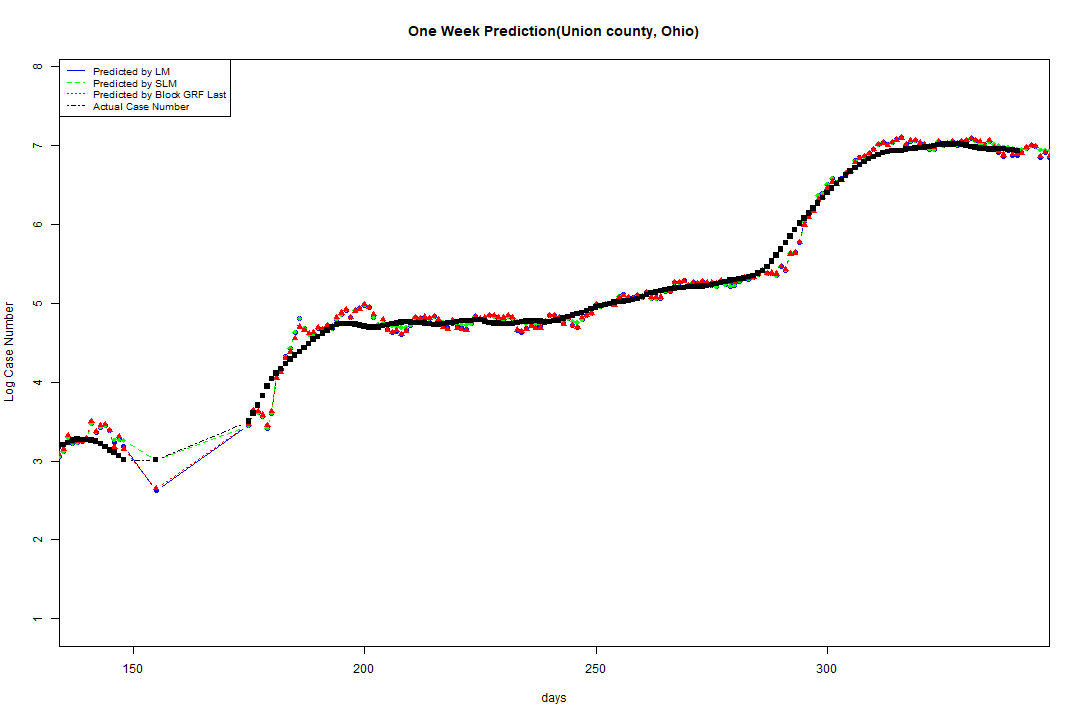 One Week Prediction(Union county, Ohio)
Predicted by LM
Predicted by SLM
Predicted by Block GRF Last
Actual Case Number
8
7
6
5
4
3
2
1
Log Case Number
150 200 250 300
days